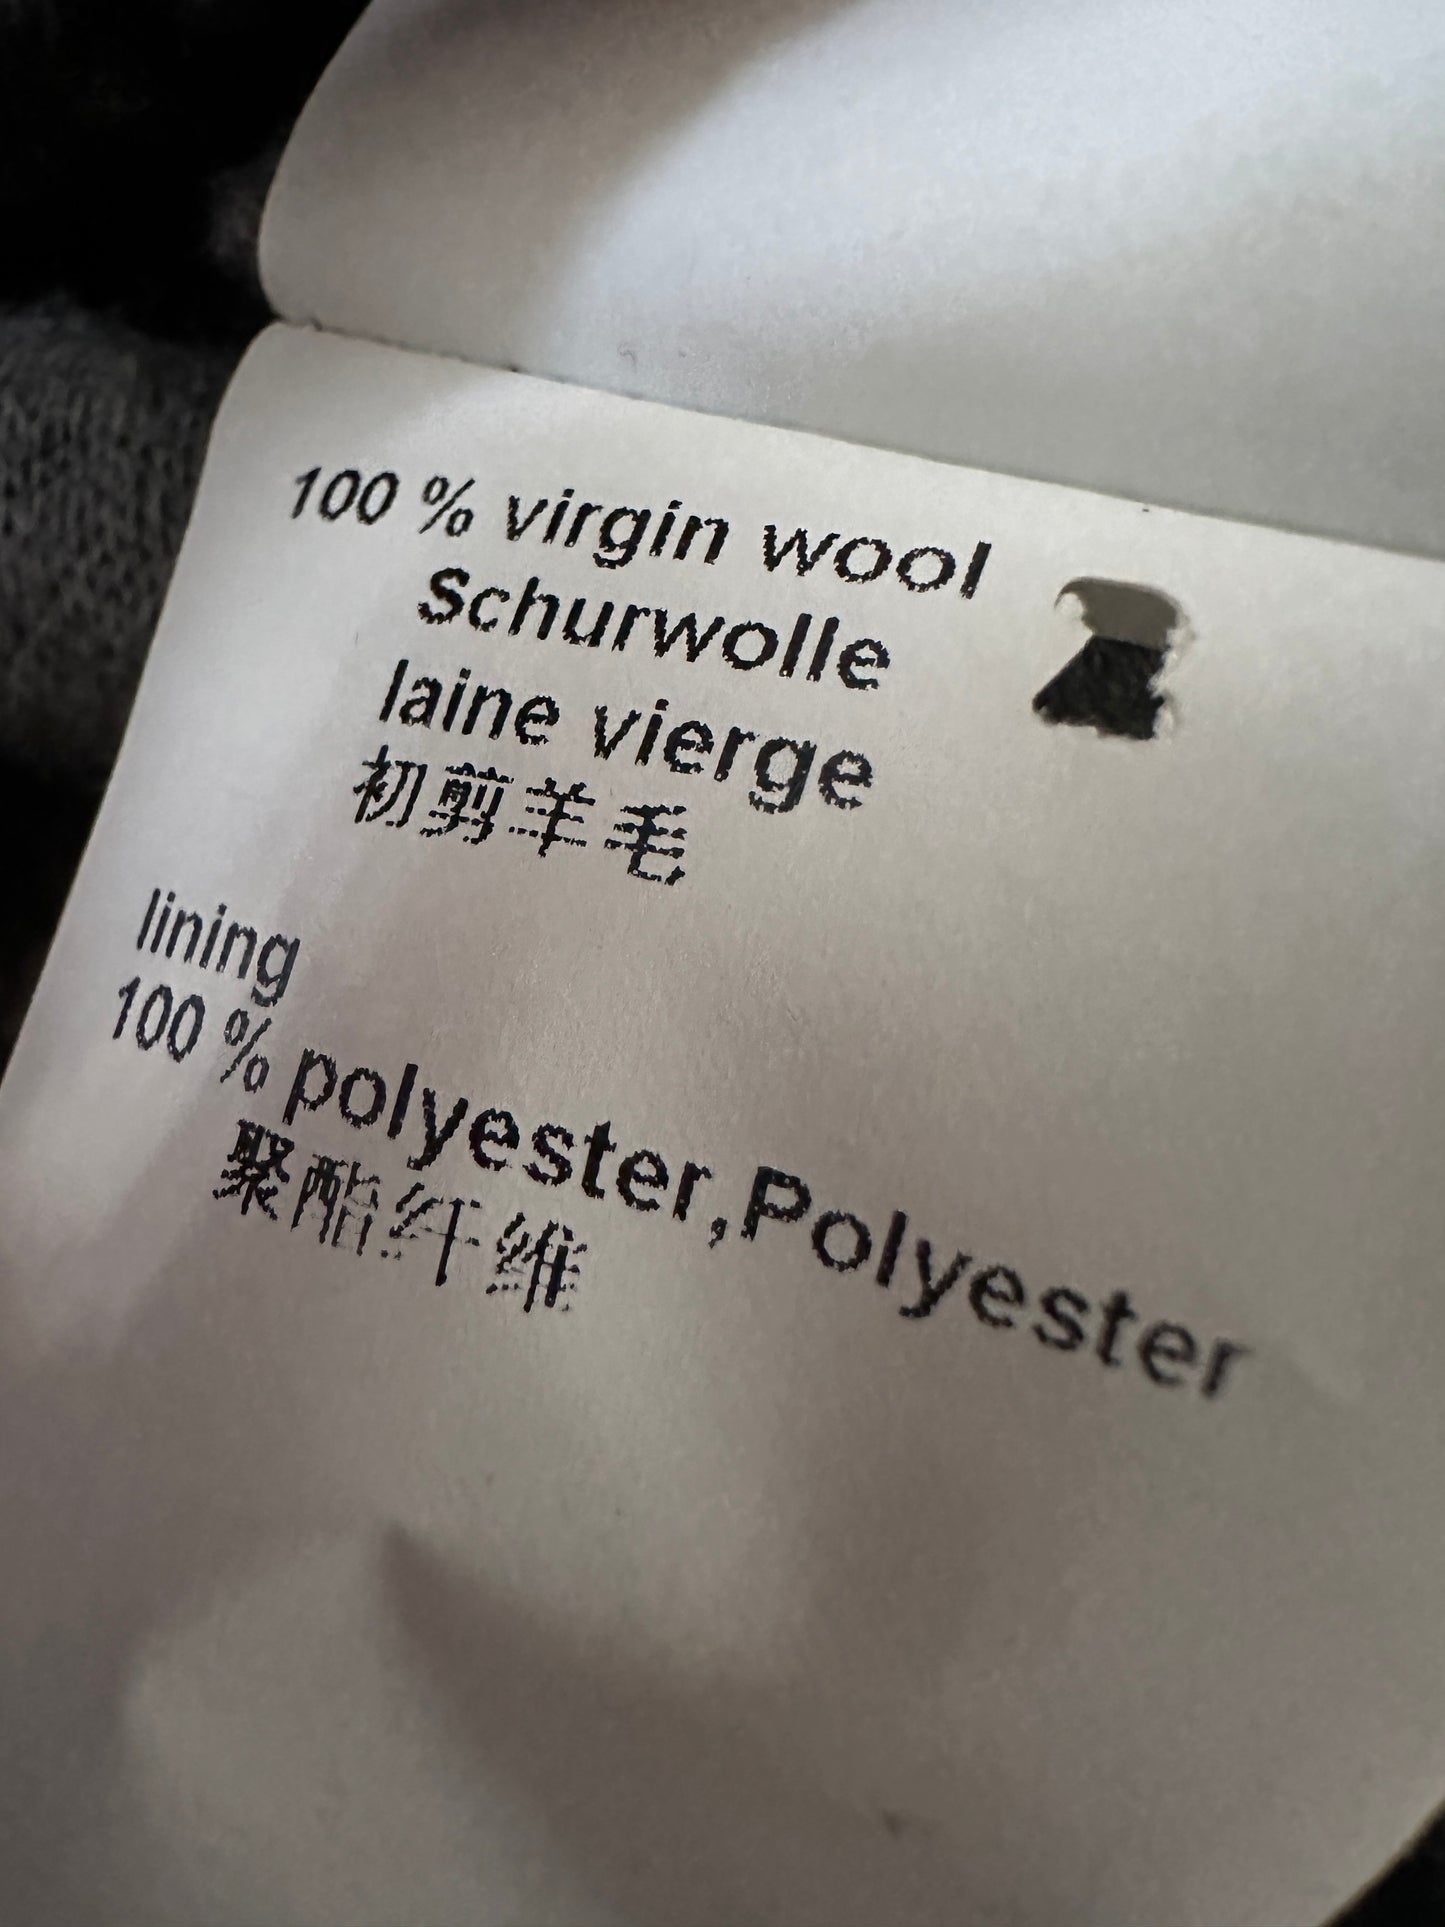 100 % virgin wool
Schurwolle
laine vierge
初剪羊毛
lining
100 % polyester,Polyester
聚酯纤维